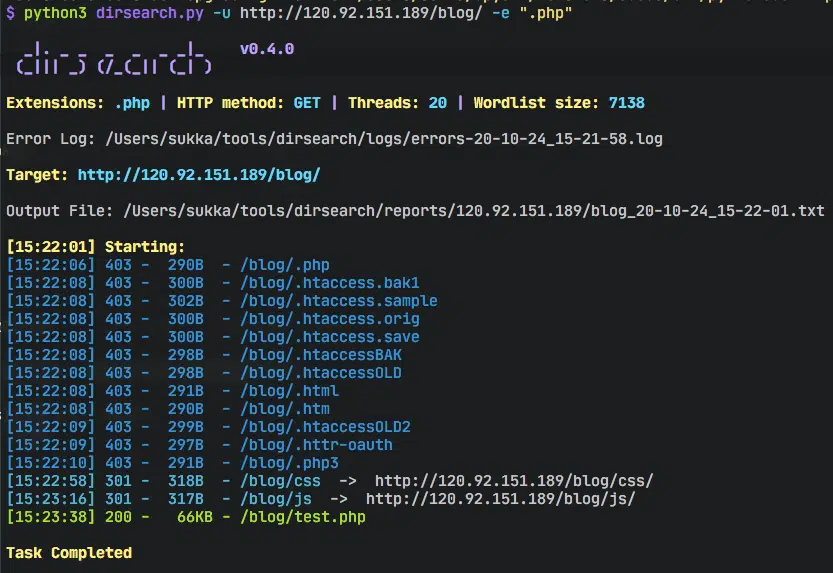 $ python3 dirsearch.py -u http://120.92.151.189/blog/ -e ".php"
v0.4.0
Extensions: .php | HTTP method: GET | Threads: 20 | Wordlist size: 7138
Error Log: /Users/sukka/tools/dirsearch/logs/errors-20-10-24_15-21-58.log
Target: http://120.92.151.189/blog/
Output File: /Users/sukka/tools/dirsearch/reports/120.92.151.189/blog_20-10-24_15-22-01.txt
[15:22:01] Starting:
[15:22:06] 403 -  290B  - /blog/.php
[15:22:08] 403 -  300B  - /blog/.htaccess.bak1
[15:22:08] 403 -  302B  - /blog/.htaccess.sample
[15:22:08] 403 -  300B  - /blog/.htaccess.orig
[15:22:08] 403 -  300B  - /blog/.htaccess.save
[15:22:08] 403 -  298B  - /blog/.htaccessBAK
[15:22:08] 403 -  298B  - /blog/.htaccessOLD
[15:22:08] 403 -  291B  - /blog/.html
[15:22:08] 403 -  290B  - /blog/.htm
[15:22:09] 403 -  299B  - /blog/.htaccessOLD2
[15:22:09] 403 -  297B  - /blog/.httr-oauth
[15:22:10] 403 -  291B  - /blog/.php3
[15:22:58] 301 -  318B  - /blog/css  ->  http://120.92.151.189/blog/css/
[15:23:16] 301 -  317B  - /blog/js  ->  http://120.92.151.189/blog/js/
[15:23:38] 200 -   66KB - /blog/test.php
Task Completed